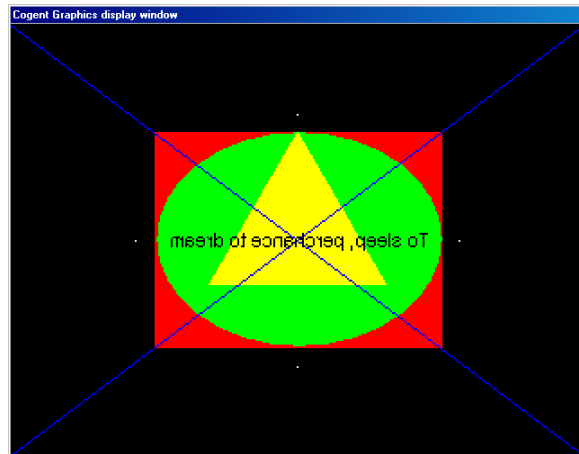 Cogent Graphics display window
To sleep, perchance to dream